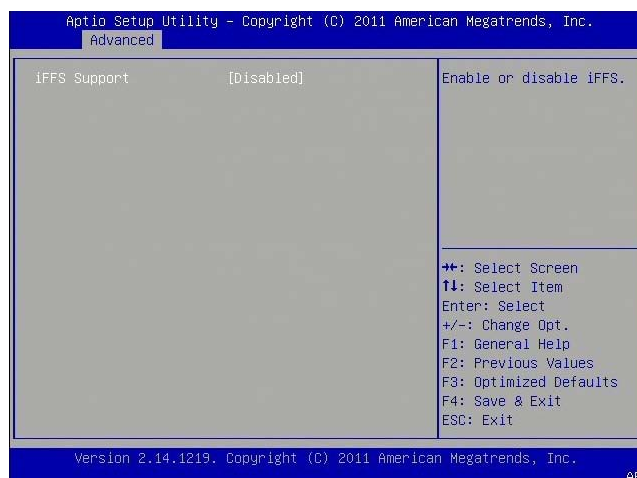 Aptio Setup Utility – Copyright (C) 2011 American Megatrends, Inc.
Advanced
iFFS Support [Disabled]
Enable or disable iFFS.
→←: Select Screen
↑↓: Select Item
Enter: Select
+/-: Change Opt.
F1: General Help
F2: Previous Values
F3: Optimized Defaults
F4: Save & Exit
ESC: Exit
Version 2.14.1219. Copyright (C) 2011 American Megatrends, Inc.